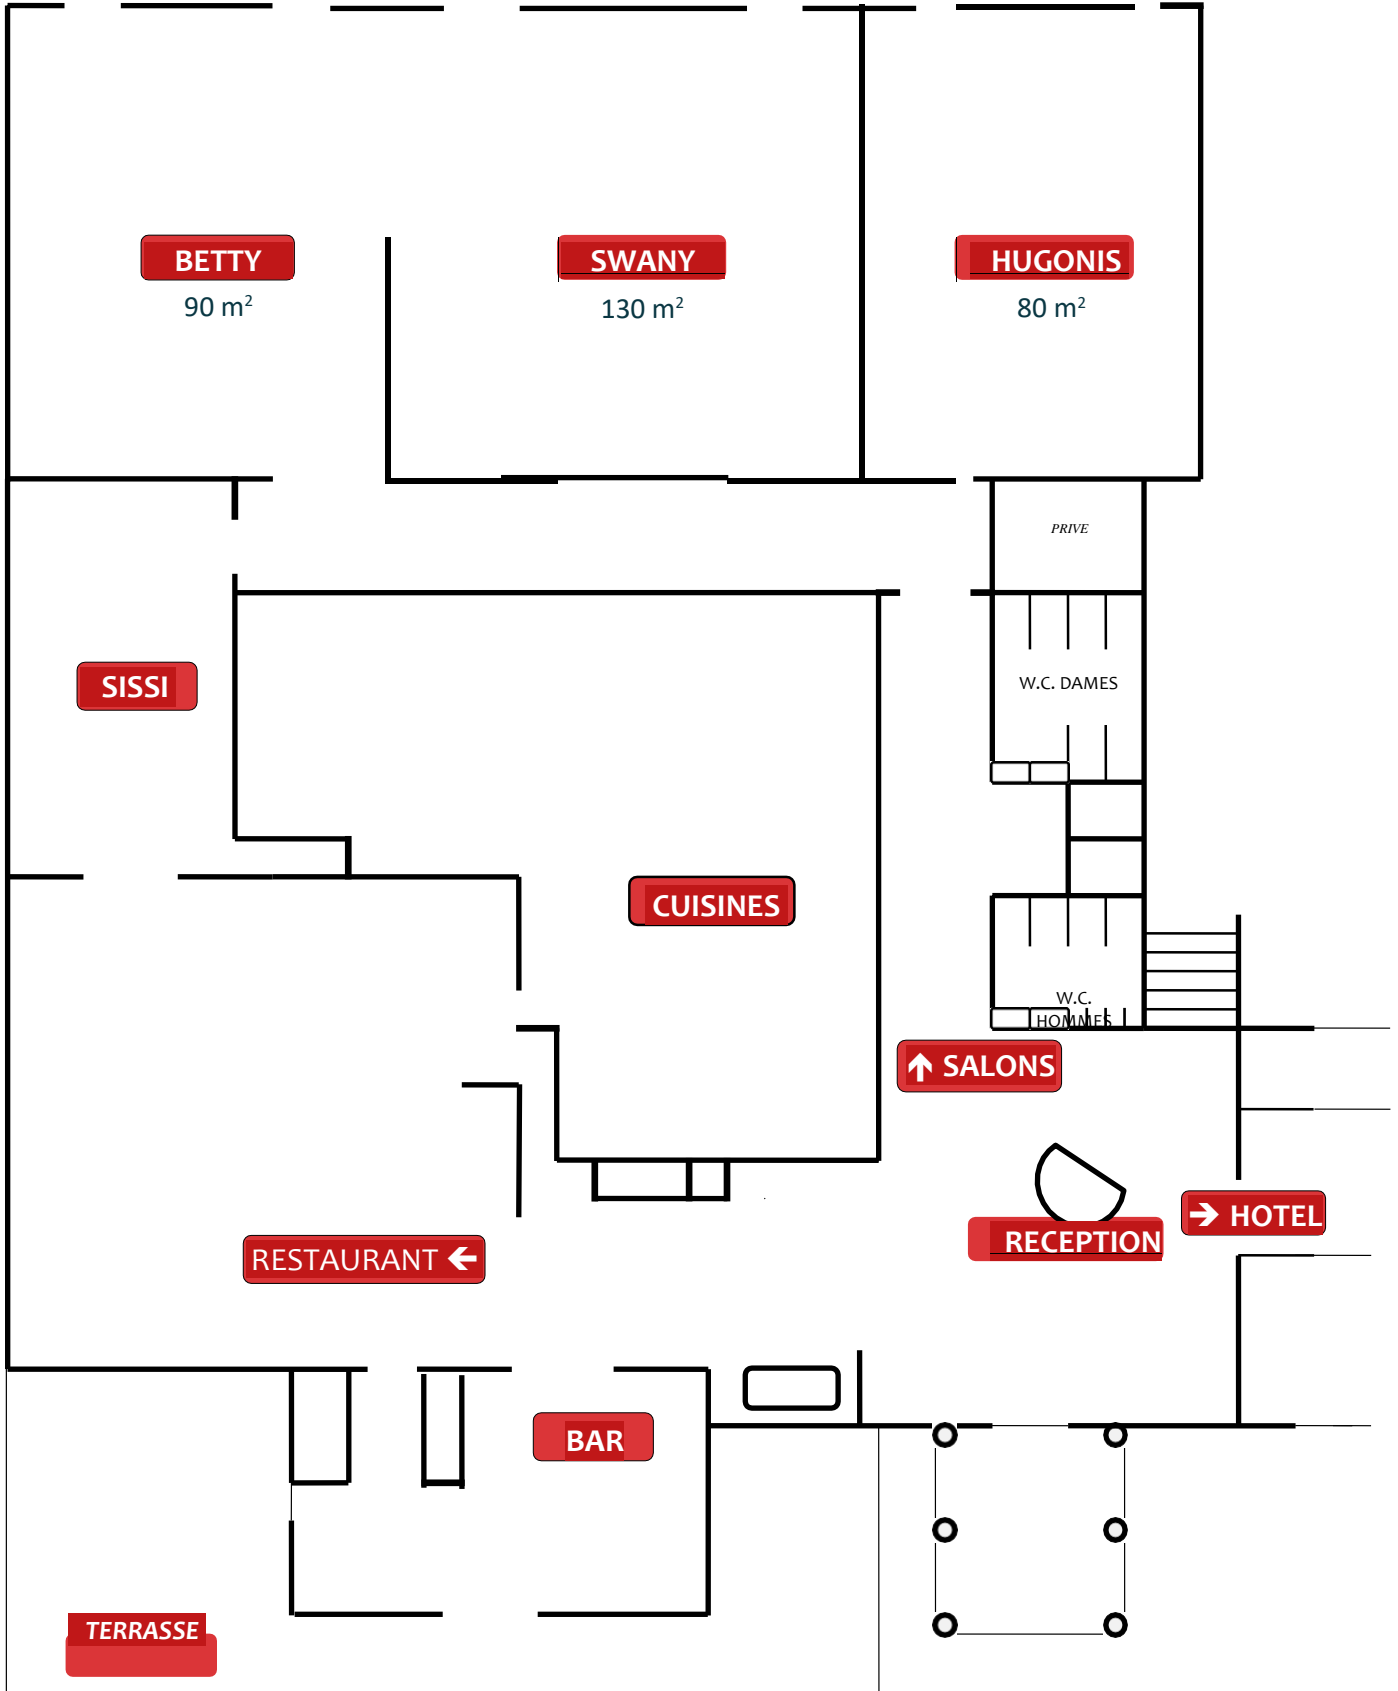 BETTY
SWANY
HUGONIS
90 m²
130 m²
80 m²
PRIVE
SISSI
W.C. DAMES
CUISINES
W.C.
HOMMES
↑ SALONS
→ HOTEL
RECEPTION
RESTAURANT ←
BAR
TERRASSE